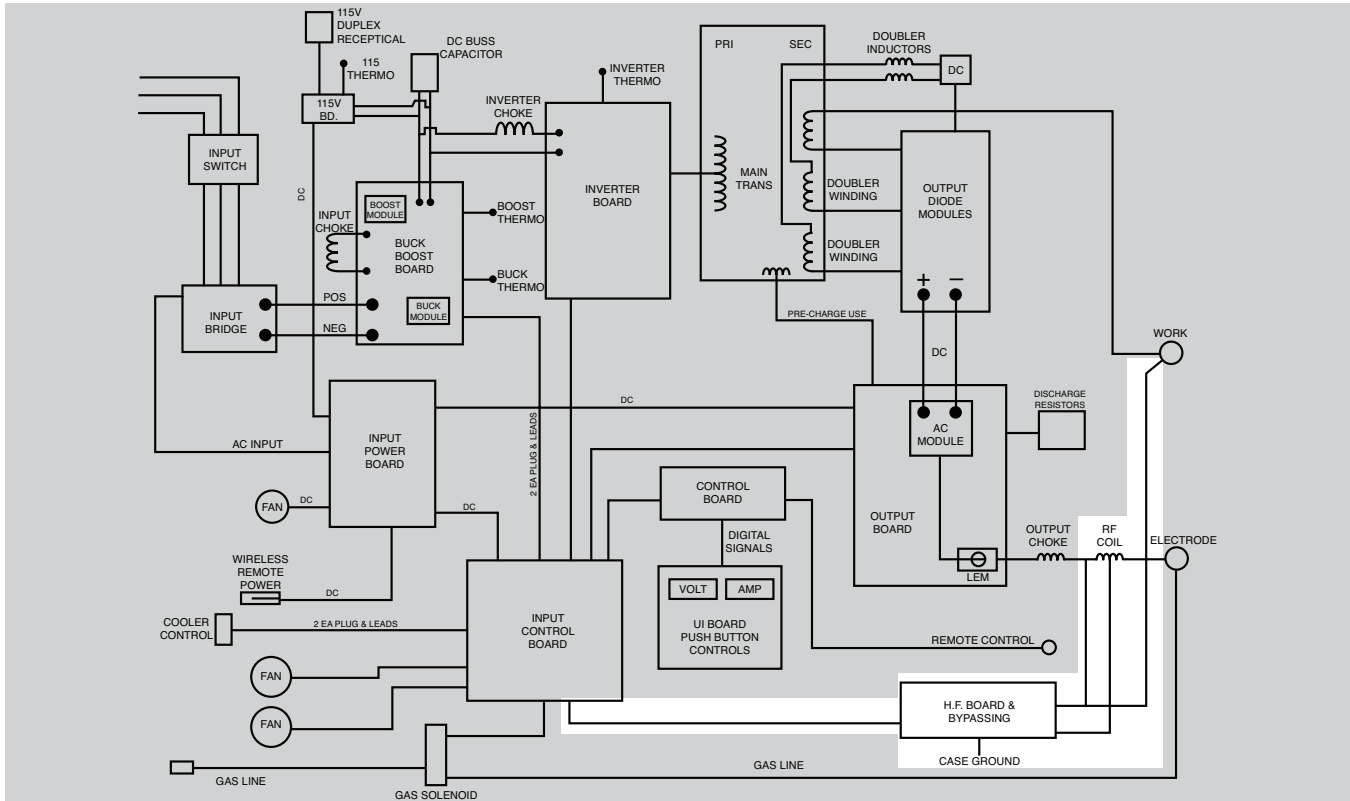 115V
DUPLEX
RECEPTICAL
DC BUSS
CAPACITOR
115
THERMO
115V
BD.
INVERTER
CHOKE
INVERTER
THERMO
PRI
SEC
DOUBLER
INDUCTORS
DC
INPUT
SWITCH
DC
INPUT
CHOKE
BOOST
MODULE
BUCK
BOOST
BOARD
BUCK
MODULE
BOOST
THERMO
BUCK
THERMO
INVERTER
BOARD
MAIN
TRANS
DOUBLER
WINDING
DOUBLER
WINDING
OUTPUT
DIODE
MODULES
+ –
INPUT
BRIDGE
POS
NEG
PRE-CHARGE USE
DC
WORK
DISCHARGE
RESISTORS
AC INPUT
INPUT
POWER
BOARD
DC
2 EA PLUG & LEADS
AC
MODULE
FAN
DC
DC
CONTROL
BOARD
OUTPUT
BOARD
DIGITAL
SIGNALS
LEM
OUTPUT
CHOKE
RF
COIL
ELECTRODE
WIRELESS
REMOTE
POWER
DC
VOLT
AMP
UI BOARD
PUSH BUTTON
CONTROLS
COOLER
CONTROL
2 EA PLUG & LEADS
INPUT
CONTROL
BOARD
REMOTE CONTROL
FAN
FAN
H.F. BOARD &
BYPASSING
CASE GROUND
GAS LINE
GAS SOLENOID
GAS LINE